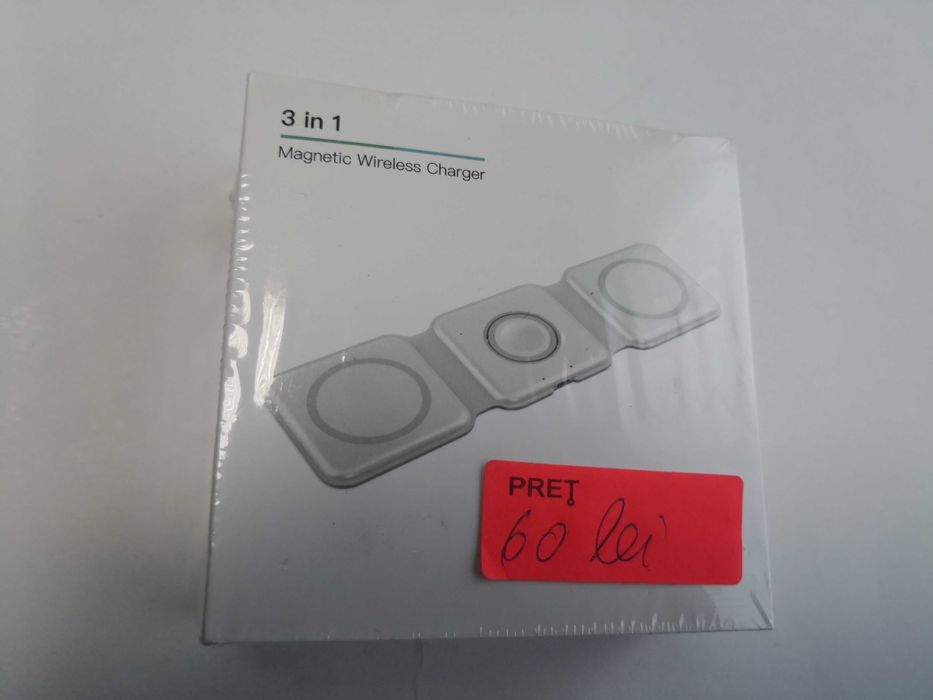 3 in 1
Magnetic Wireless Charger
PREȚ
60 lei